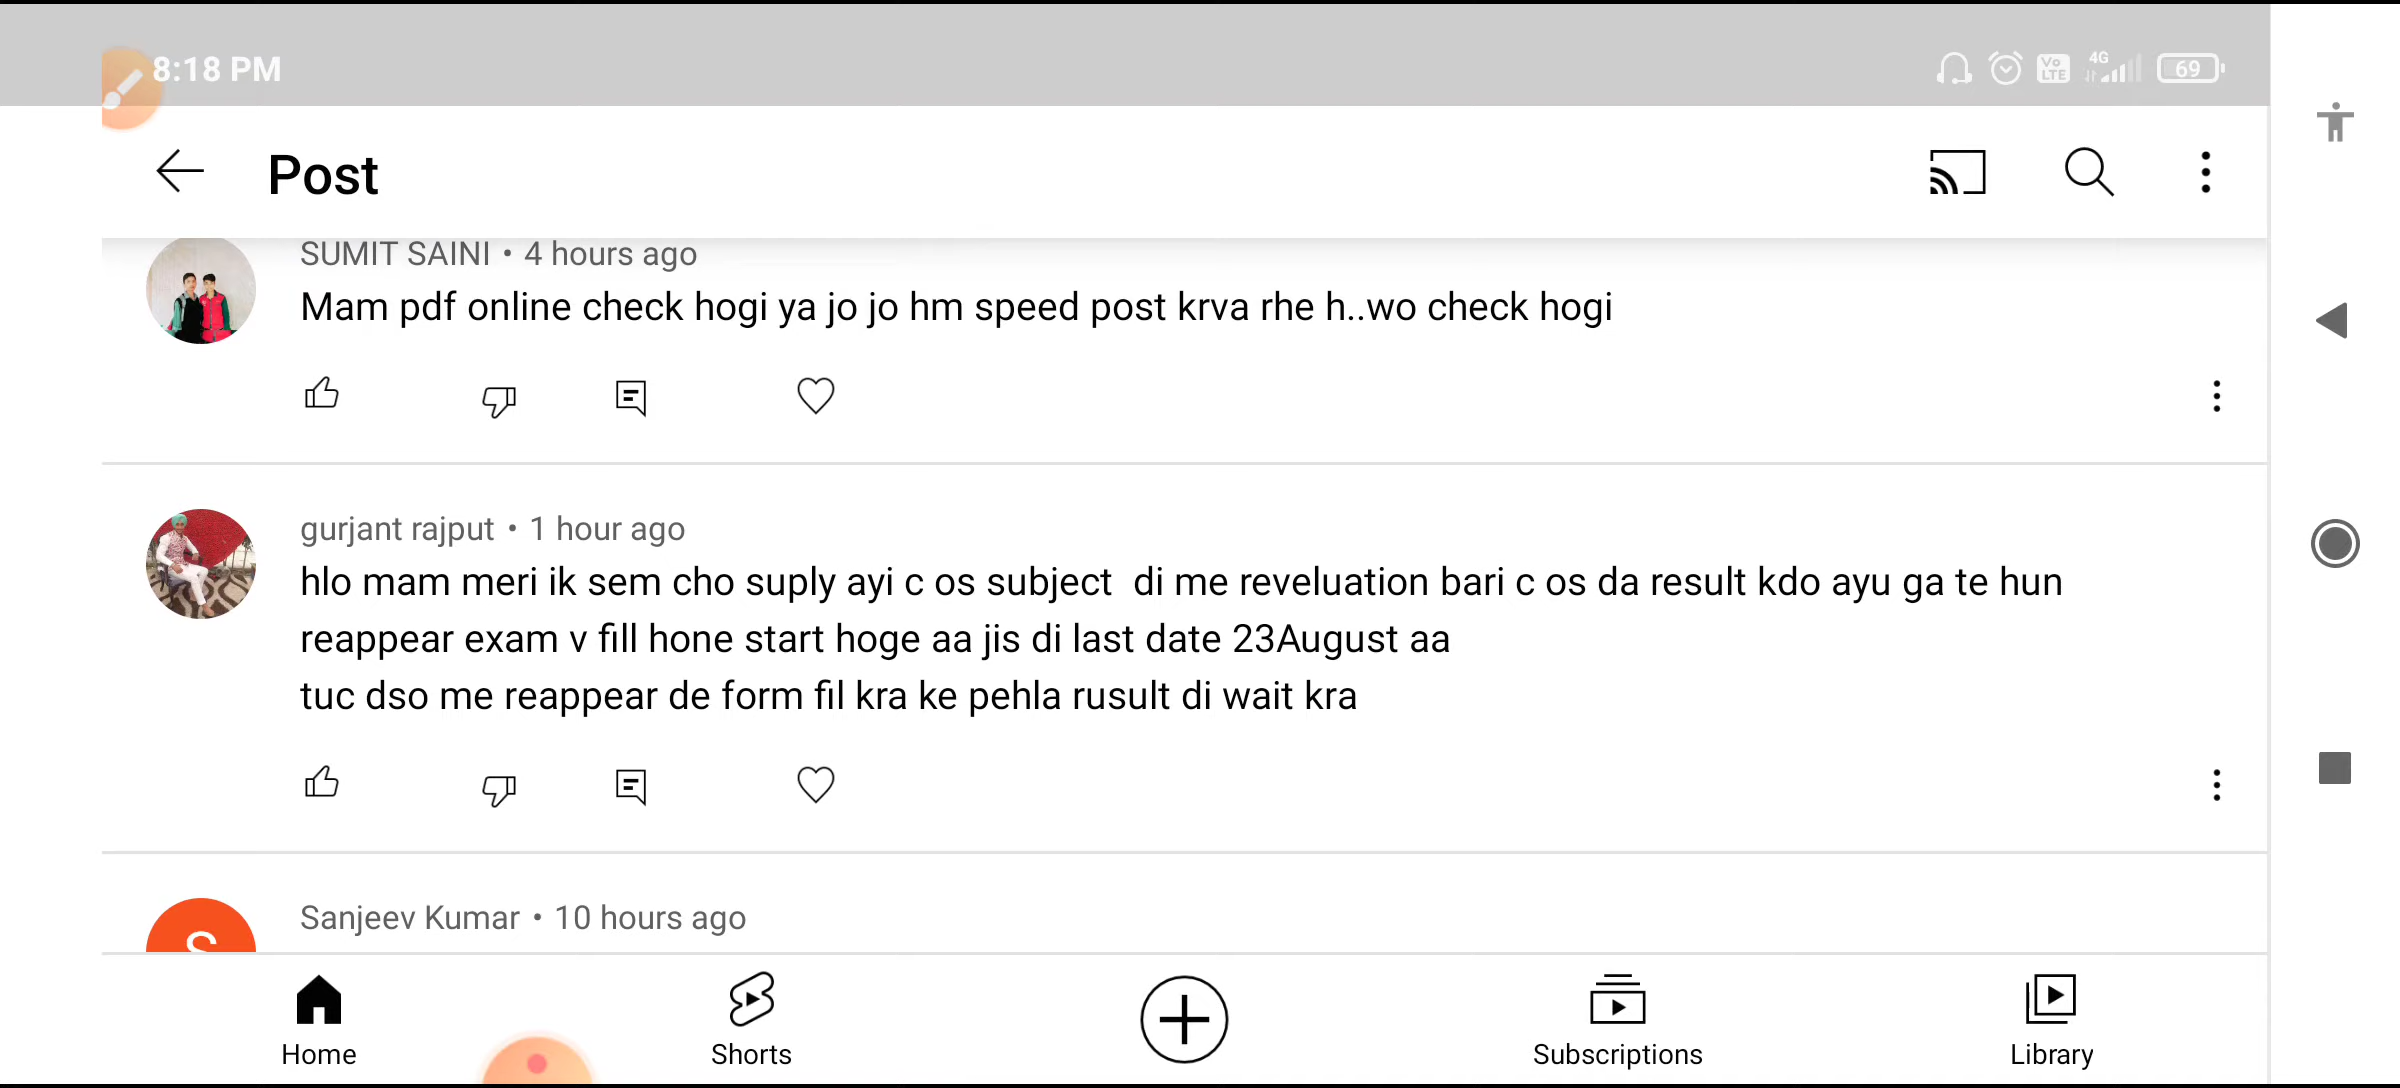 8:18 PM
Vo LTE
4G
69
Post
SUMIT SAINI • 4 hours ago
Mam pdf online check hogi ya jo jo hm speed post krva rhe h..wo check hogi
gurjant rajput • 1 hour ago
hlo mam meri ik sem cho suply ayi c os subject  di me reveluation bari c os da result kdo ayu ga te hun
reappear exam v fill hone start hoge aa jis di last date 23August aa
tuc dso me reappear de form fil kra ke pehla rusult di wait kra
Sanjeev Kumar • 10 hours ago
S
Home
Shorts
Subscriptions
Library